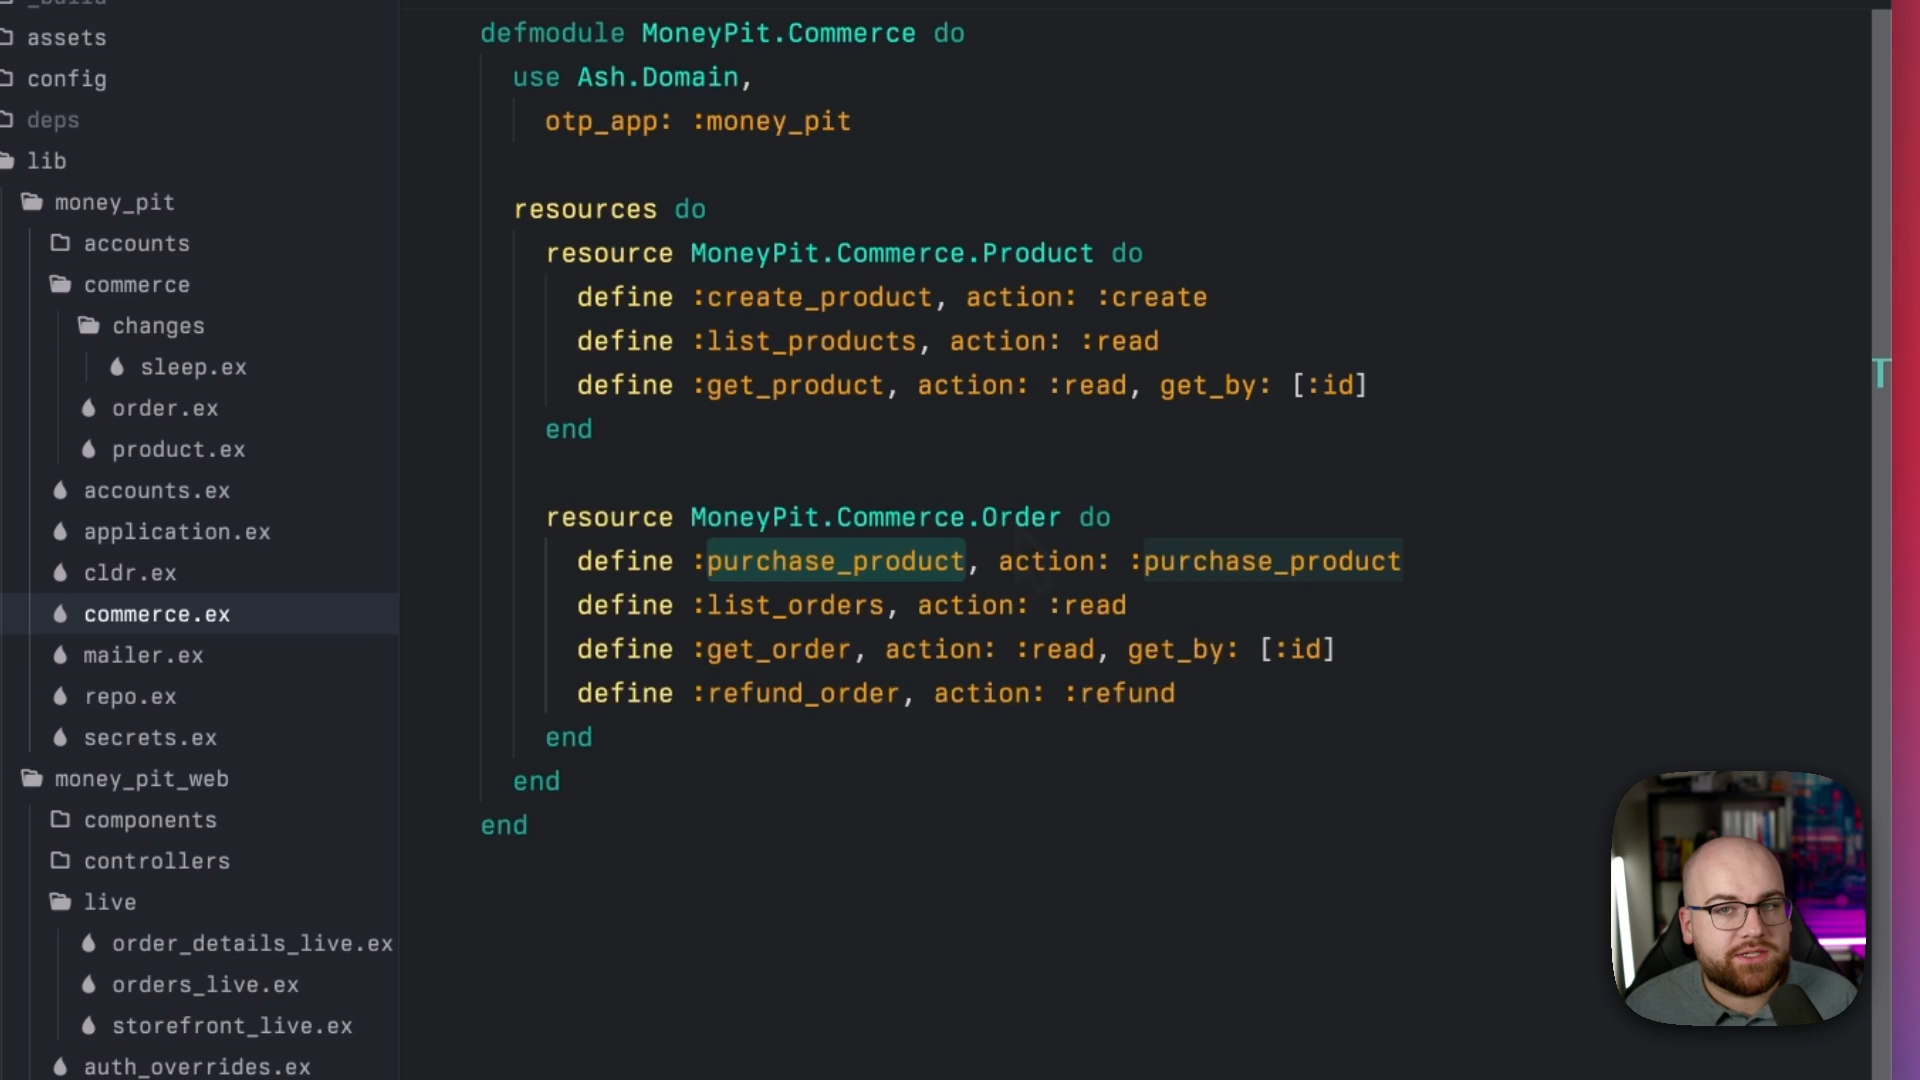 _build
assets
config
deps
lib
money_pit
accounts
commerce
changes
sleep.ex
order.ex
product.ex
accounts.ex
application.ex
cldr.ex
commerce.ex
mailer.ex
repo.ex
secrets.ex
money_pit_web
components
controllers
live
order_details_live.ex
orders_live.ex
storefront_live.ex
auth_overrides.ex
defmodule MoneyPit.Commerce do
use Ash.Domain,
otp_app: :money_pit
resources do
resource MoneyPit.Commerce.Product do
define :create_product, action: :create
define :list_products, action: :read
define :get_product, action: :read, get_by: [:id]
end
resource MoneyPit.Commerce.Order do
define :purchase_product, action: :purchase_product
define :list_orders, action: :read
define :get_order, action: :read, get_by: [:id]
define :refund_order, action: :refund
end
end
end